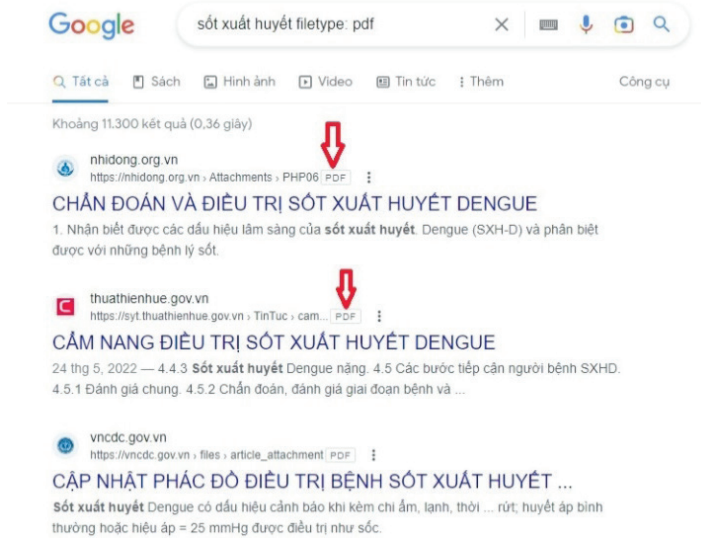 Google
sốt xuất huyết filetype: pdf
Tất cả Sách Hình ảnh Video Tin tức Thêm Công cụ
Khoảng 11.300 kết quả (0,36 giây)
nhidong.org.vn
https://nhidong.org.vn › Attachments › PHP06 PDF
CHẨN ĐOÁN VÀ ĐIỀU TRỊ SỐT XUẤT HUYẾT DENGUE
1. Nhận biết được các dấu hiệu lâm sàng của sốt xuất huyết. Dengue (SXH-D) và phân biệt
được với những bệnh lý sốt.
thuathienhue.gov.vn
https://syt.thuathienhue.gov.vn › TinTuc › cam... PDF
CẨM NANG ĐIỀU TRỊ SỐT XUẤT HUYẾT DENGUE
24 thg 5, 2022 — 4.4.3 Sốt xuất huyết Dengue nặng. 4.5 Các bước tiếp cận người bệnh SXHD.
4.5.1 Đánh giá chung. 4.5.2 Chẩn đoán, đánh giá giai đoạn bệnh và ...
vncdc.gov.vn
https://vncdc.gov.vn › files › article_attachment PDF
CẬP NHẬT PHÁC ĐỒ ĐIỀU TRỊ BỆNH SỐT XUẤT HUYẾT ...
Sốt xuất huyết Dengue có dấu hiệu cảnh báo khi kèm chi ẩm, lạnh, thời ... rứt; huyết áp bình
thường hoặc hiệu áp = 25 mmHg được điều trị như sốc.